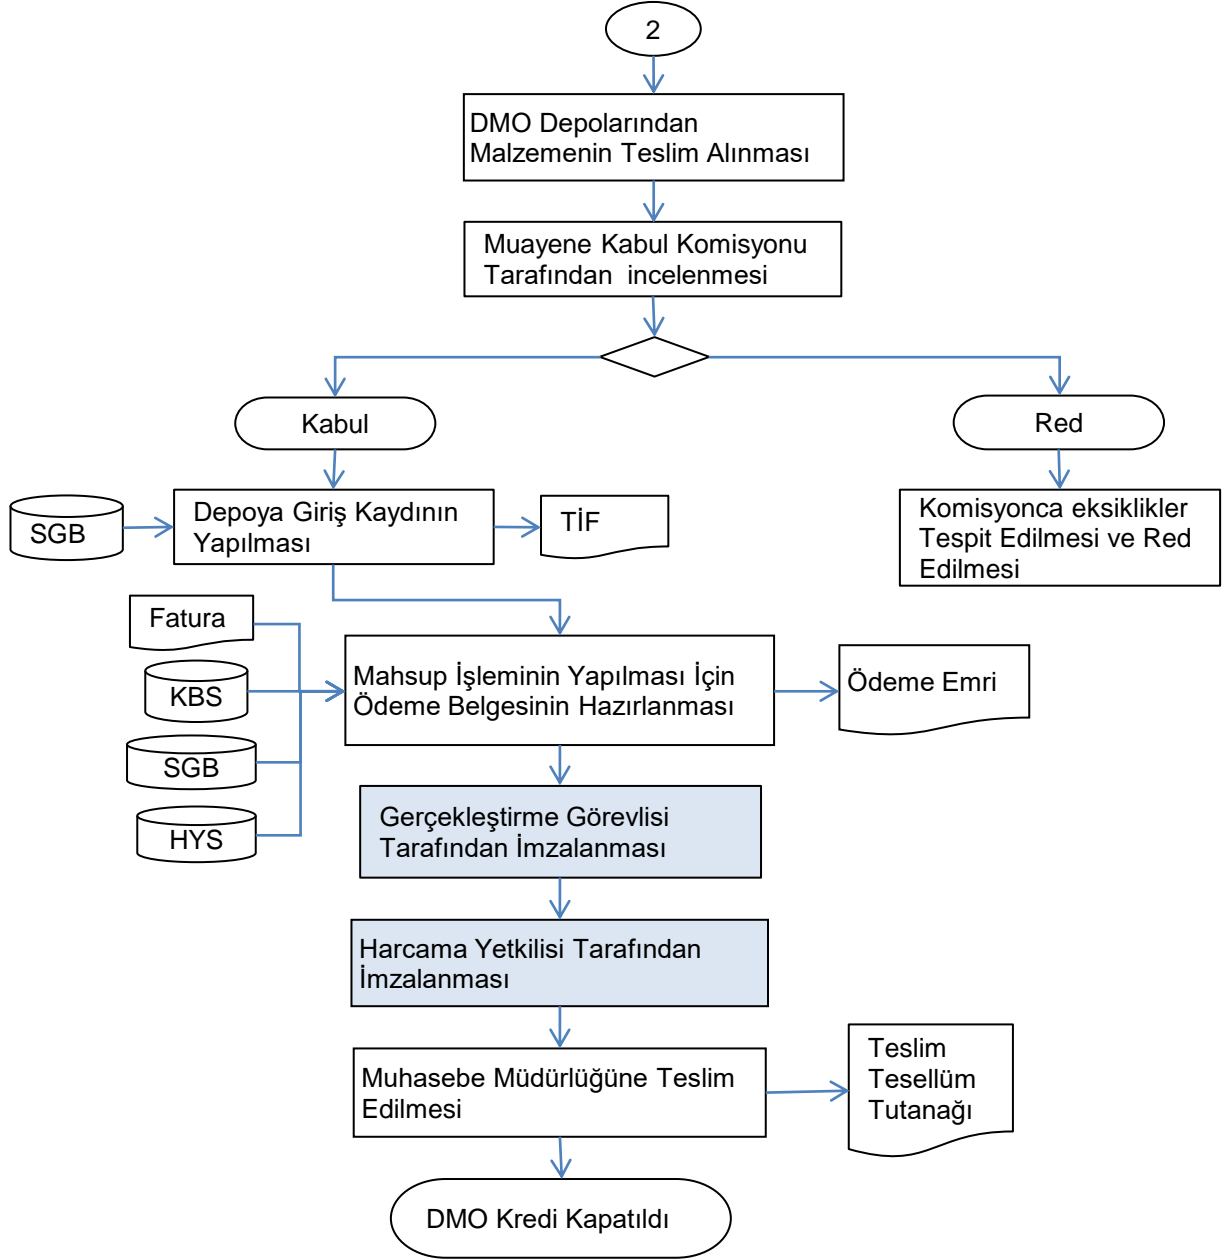 2
DMO Depolarından
Malzemenin Teslim Alınması
Muayene Kabul Komisyonu
Tarafından incelenmesi
Kabul
Red
SGB
Depoya Giriş Kaydının
Yapılması
TİF
Komisyonca eksiklikler
Tespit Edilmesi ve Red
Edilmesi
Fatura
KBS
SGB
HYS
Mahsup İşleminin Yapılması İçin
Ödeme Belgesinin Hazırlanması
Ödeme Emri
Gerçekleştirme Görevlisi
Tarafından İmzalanması
Harcama Yetkilisi Tarafından
İmzalanması
Muhasebe Müdürlüğüne Teslim
Edilmesi
Teslim
Tesellüm
Tutanağı
DMO Kredi Kapatıldı